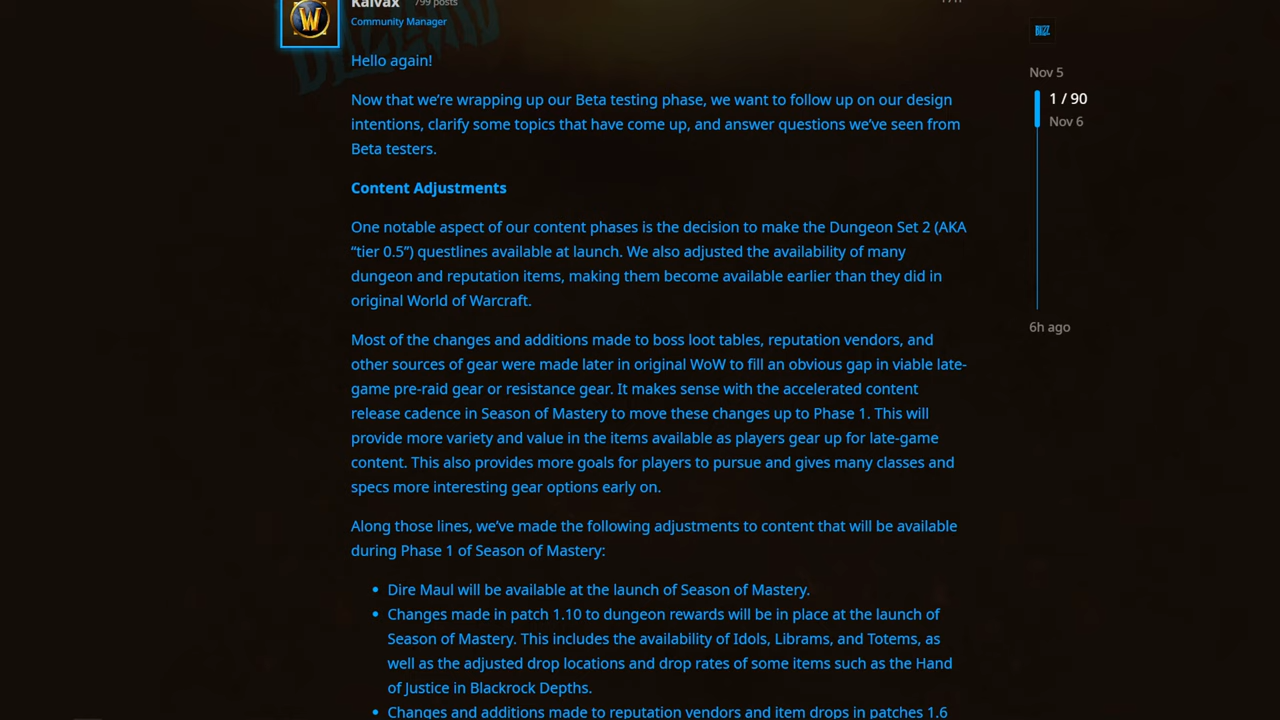 Kaivax 799 posts
Community Manager
Hello again!
Now that we’re wrapping up our Beta testing phase, we want to follow up on our design
intentions, clarify some topics that have come up, and answer questions we’ve seen from
Beta testers.
Content Adjustments
One notable aspect of our content phases is the decision to make the Dungeon Set 2 (AKA
“tier 0.5”) questlines available at launch. We also adjusted the availability of many
dungeon and reputation items, making them become available earlier than they did in
original World of Warcraft.
Most of the changes and additions made to boss loot tables, reputation vendors, and
other sources of gear were made later in original WoW to fill an obvious gap in viable late-
game pre-raid gear or resistance gear. It makes sense with the accelerated content
release cadence in Season of Mastery to move these changes up to Phase 1. This will
provide more variety and value in the items available as players gear up for late-game
content. This also provides more goals for players to pursue and gives many classes and
specs more interesting gear options early on.
Along those lines, we’ve made the following adjustments to content that will be available
during Phase 1 of Season of Mastery:
• Dire Maul will be available at the launch of Season of Mastery.
• Changes made in patch 1.10 to dungeon rewards will be in place at the launch of
Season of Mastery. This includes the availability of Idols, Librams, and Totems, as
well as the adjusted drop locations and drop rates of some items such as the Hand
of Justice in Blackrock Depths.
• Changes and additions made to reputation vendors and item drops in patches 1.6
BLIZZ
Nov 5
1 / 90
Nov 6
6h ago